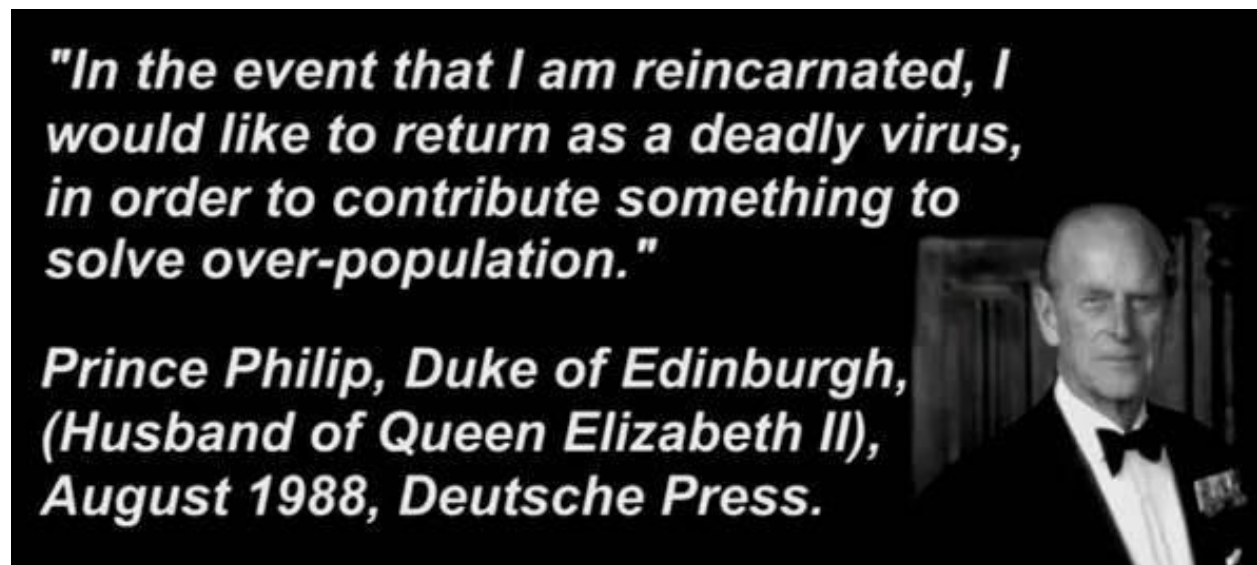 "In the event that I am reincarnated, I
would like to return as a deadly virus,
in order to contribute something to
solve over-population."
Prince Philip, Duke of Edinburgh,
(Husband of Queen Elizabeth II),
August 1988, Deutsche Press.